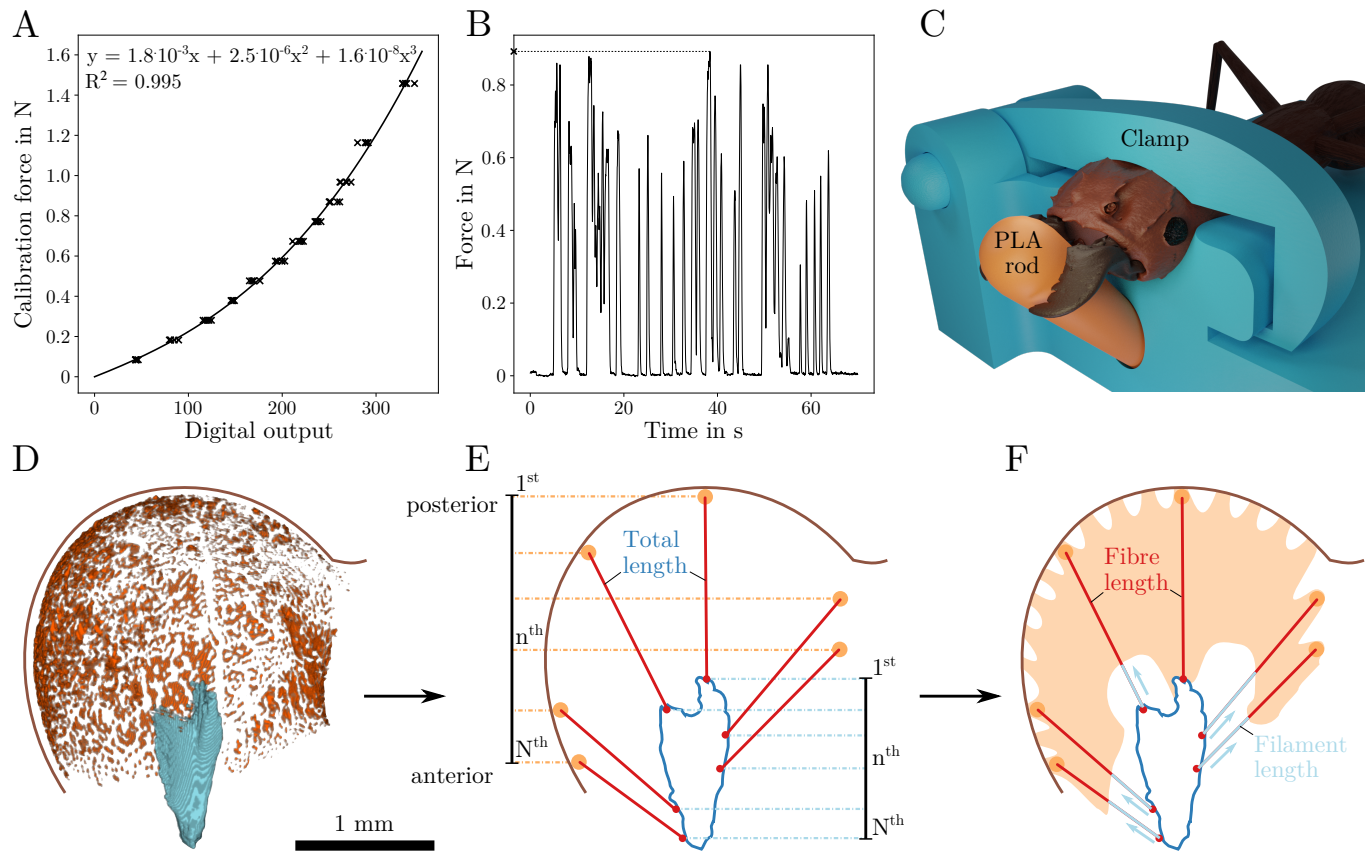 A
y = 1.8·10⁻³x + 2.5·10⁻⁶x² + 1.6·10⁻⁸x³
R² = 0.995
Calibration force in N
1.6
1.4
1.2
1.0
0.8
0.6
0.4
0.2
0
0
100
200
300
Digital output
B
Force in N
0.8
0.6
0.4
0.2
0
0
20
40
60
Time in s
C
Clamp
PLA
rod
D
1 mm
E
posterior
1ˢᵗ
nᵗʰ
Nᵗʰ
anterior
Total
length
1ˢᵗ
nᵗʰ
Nᵗʰ
F
Fibre
length
Filament
length